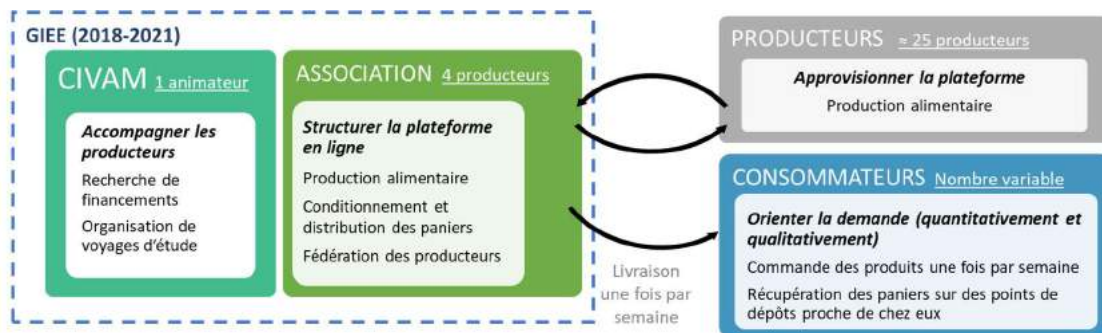 GIEE (2018-2021)
CIVAM 1 animateur
Accompagner les
producteurs
Recherche de
financements
Organisation de
voyages d'étude
ASSOCIATION 4 producteurs
Structurer la plateforme
en ligne
Production alimentaire
Conditionnement et
distribution des paniers
Fédération des producteurs
Livraison
une fois par
semaine
PRODUCTEURS ≈ 25 producteurs
Approvisionner la plateforme
Production alimentaire
CONSOMMATEURS Nombre variable
Orienter la demande (quantitativement et
qualitativement)
Commande des produits une fois par semaine
Récupération des paniers sur des points de
dépôts proche de chez eux